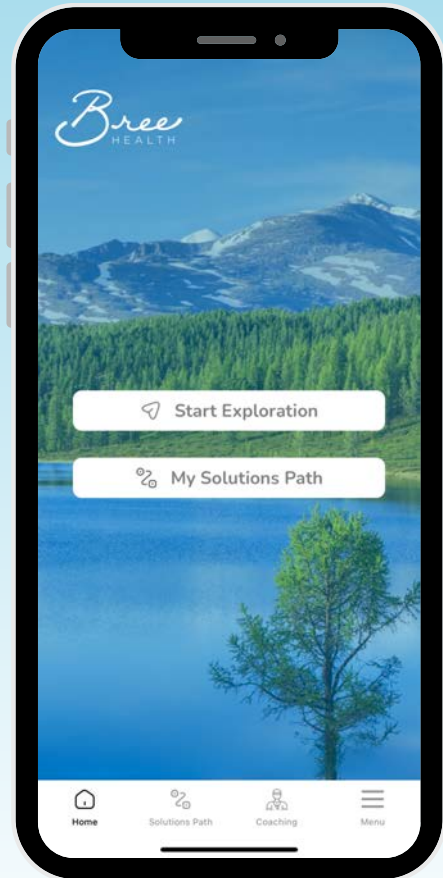 Bree
HEALTH
Start Exploration
My Solutions Path
Home
Solutions Path
Coaching
Menu